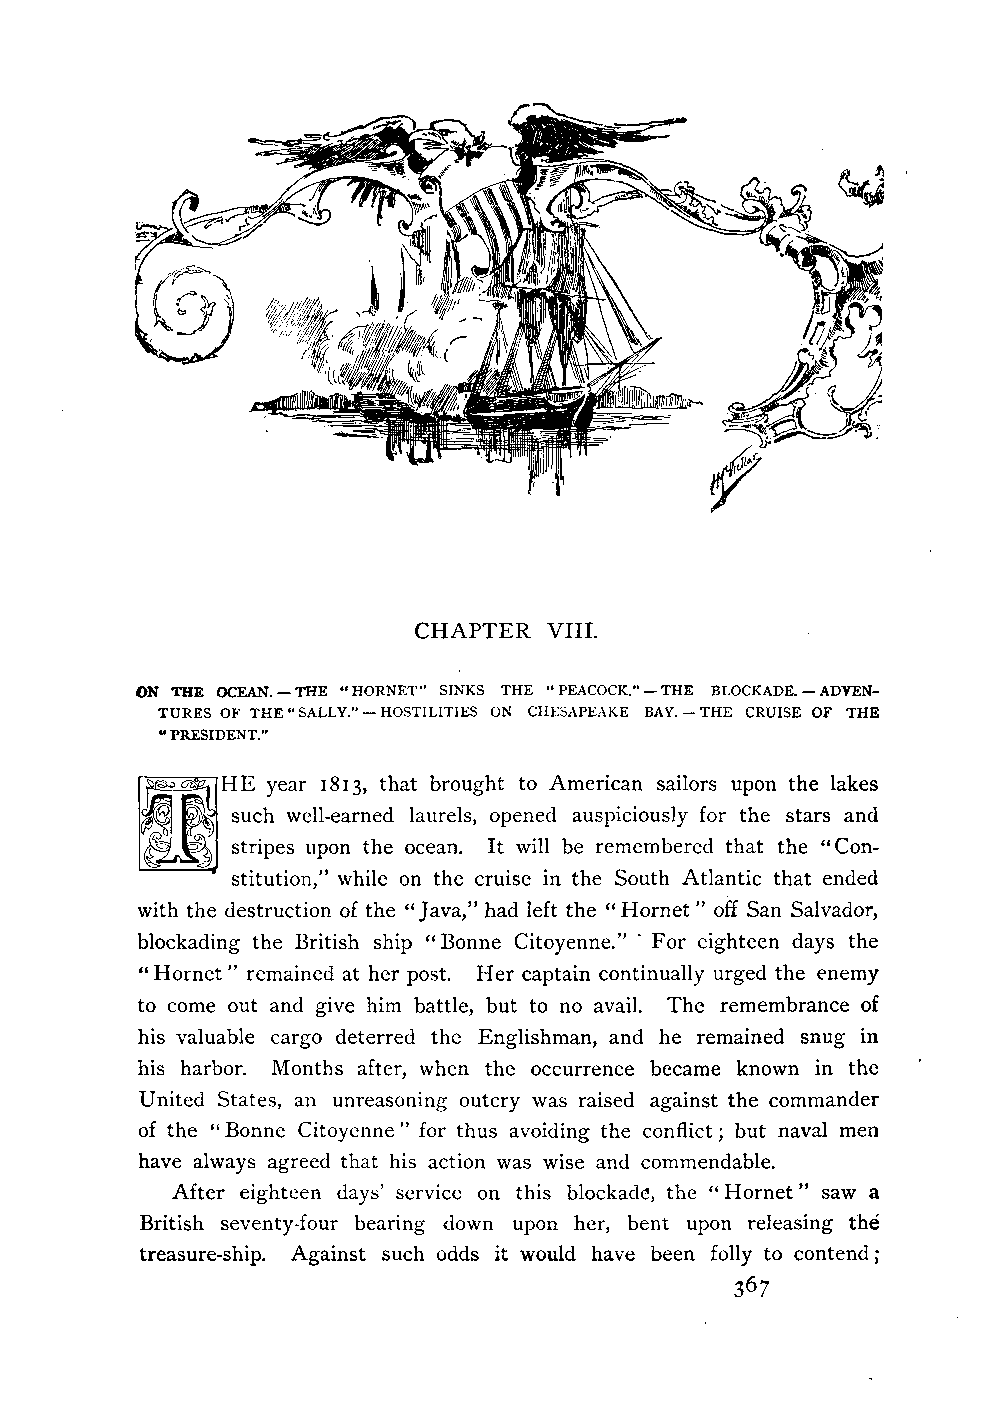 CHAPTER VIII.
ON THE OCEAN. — THE “HORNET” SINKS THE “PEACOCK.” — THE BLOCKADE. — ADVEN-
TURES OF THE “SALLY.” — HOSTILITIES ON CHESAPEAKE BAY. — THE CRUISE OF THE
“PRESIDENT.”
THE year 1813, that brought to American sailors upon the lakes
such well-earned laurels, opened auspiciously for the stars and
stripes upon the ocean. It will be remembered that the “Con-
stitution,” while on the cruise in the South Atlantic that ended
with the destruction of the “Java,” had left the “Hornet” off San Salvador,
blockading the British ship “Bonne Citoyenne.” For eighteen days the
“Hornet” remained at her post. Her captain continually urged the enemy
to come out and give him battle, but to no avail. The remembrance of
his valuable cargo deterred the Englishman, and he remained snug in
his harbor. Months after, when the occurrence became known in the
United States, an unreasoning outcry was raised against the commander
of the “Bonne Citoyenne” for thus avoiding the conflict; but naval men
have always agreed that his action was wise and commendable.
After eighteen days’ service on this blockade, the “Hornet” saw a
British seventy-four bearing down upon her, bent upon releasing the
treasure-ship. Against such odds it would have been folly to contend;
367